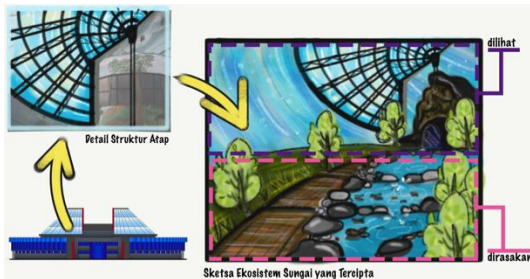 dilihat
Detail Struktur Atap
dirasakan
Sketsa Ekosistem Sungai yang Tercipta